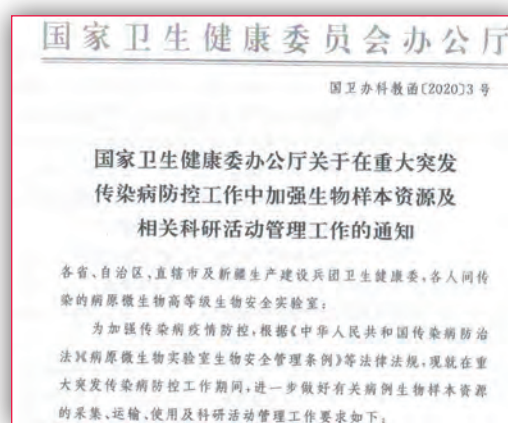 国家卫生健康委员会办公厅
国卫办科教函〔2020〕3 号
国家卫生健康委办公厅关于在重大突发
传染病防控工作中加强生物样本资源及
相关科研活动管理工作的通知
各省、自治区、直辖市及新疆生产建设兵团卫生健康委,各人间传
染的病原微生物高等级生物安全实验室:
为加强传染病疫情防控,根据《中华人民共和国传染病防治
法》《病原微生物实验室生物安全管理条例》等法律法规,现就在重
大突发传染病防控工作期间,进一步做好有关病例生物样本资源
的采集、运输、使用及科研活动管理工作要求如下: